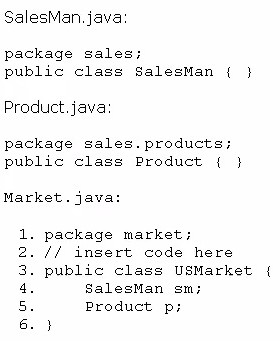 SalesMan.java:
package sales;
public class SalesMan { }
Product.java:
package sales.products;
public class Product { }
Market.java:
1. package market;
2. // insert code here
3. public class USMarket {
4. SalesMan sm;
5. Product p;
6. }